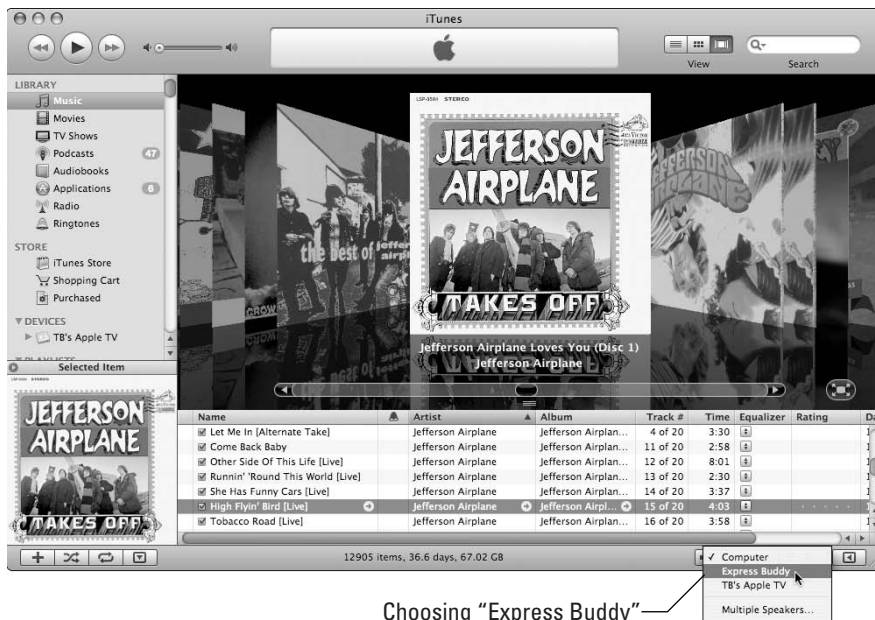 iTunes
View
Search
LIBRARY
Music
Movies
TV Shows
Podcasts 47
Audiobooks
Applications 6
Radio
Ringtones
STORE
iTunes Store
Shopping Cart
Purchased
DEVICES
TB's Apple TV
PLAYLISTS
Selected Item
STEREO
JEFFERSON
AIRPLANE
TAKES OFF
the best of jefferson airplane
CROWN
JEFFERSON
AIRPLANE
STEREO
JEFFERSON
AIRPLANE
TAKES OFF
Jefferson Airplane Loves You (Disc 1)
Jefferson Airplane
Name Artist Album Track # Time Equalizer Rating
Let Me In [Alternate Take] Jefferson Airplane Jefferson Airplan... 4 of 20 3:30
Come Back Baby Jefferson Airplane Jefferson Airplan... 11 of 20 2:58
Other Side Of This Life [Live] Jefferson Airplane Jefferson Airplan... 12 of 20 8:01
Runnin' 'Round This World [Live] Jefferson Airplane Jefferson Airplan... 13 of 20 2:30
She Has Funny Cars [Live] Jefferson Airplane Jefferson Airplan... 14 of 20 3:37
High Flyin' Bird [Live] Jefferson Airplane Jefferson Airpl... 15 of 20 4:03
Tobacco Road [Live] Jefferson Airplane Jefferson Airplan... 16 of 20 3:58
12905 items, 36.6 days, 67.02 GB
✓ Computer
Express Buddy
TB's Apple TV
Multiple Speakers...
Choosing "Express Buddy"